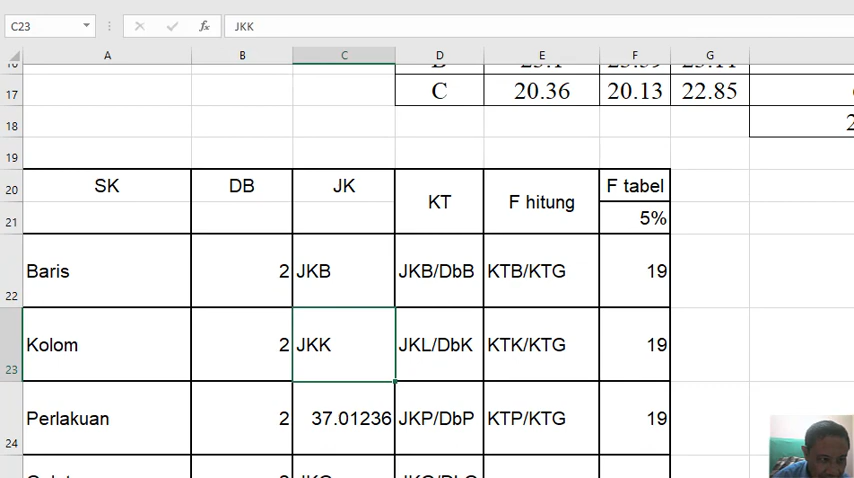 C23 fx JKK
A B C D E F G
17 C 20.36 20.13 22.85
18
19
20 SK DB JK KT F hitung F tabel
21 5%
22 Baris 2 JKB JKB/DbB KTB/KTG 19
23 Kolom 2 JKK JKL/DbK KTK/KTG 19
24 Perlakuan 2 37.01236 JKP/DbP KTP/KTG 19